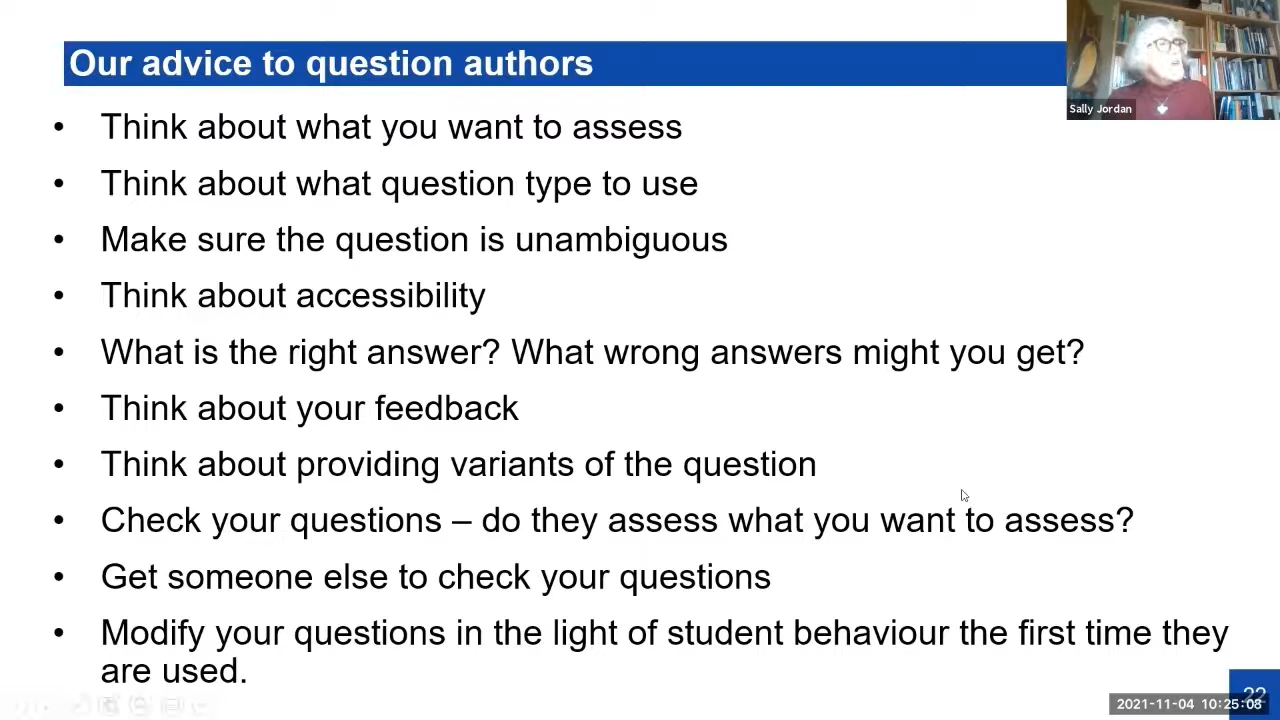 Our advice to question authors
Sally Jordan
• Think about what you want to assess
• Think about what question type to use
• Make sure the question is unambiguous
• Think about accessibility
• What is the right answer? What wrong answers might you get?
• Think about your feedback
• Think about providing variants of the question
• Check your questions – do they assess what you want to assess?
• Get someone else to check your questions
• Modify your questions in the light of student behaviour the first time they
are used.
22
2021-11-04 10:25:08